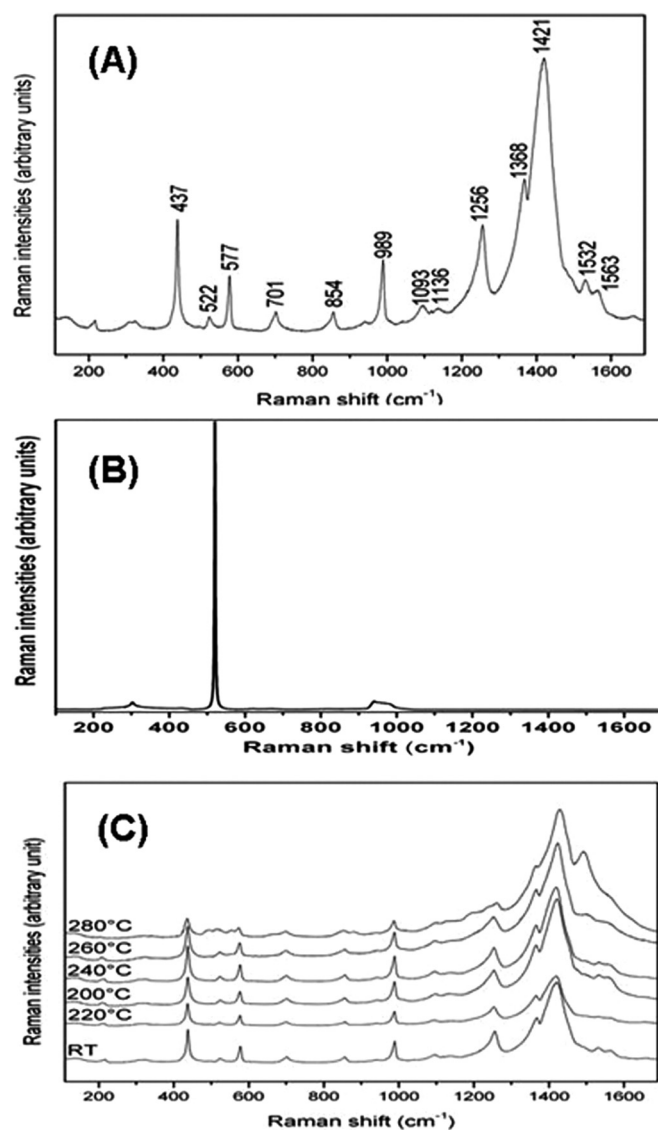 (A)
Raman intensities (arbitrary units)
437
522
577
701
854
989
1093
1136
1256
1368
1421
1532
1563
200 400 600 800 1000 1200 1400 1600
Raman shift (cm⁻¹)
(B)
Raman intensities (arbitrary units)
200 400 600 800 1000 1200 1400 1600
Raman shift (cm⁻¹)
(C)
Raman intensities (arbitrary unit)
280°C
260°C
240°C
200°C
220°C
RT
200 400 600 800 1000 1200 1400 1600
Raman shift (cm⁻¹)